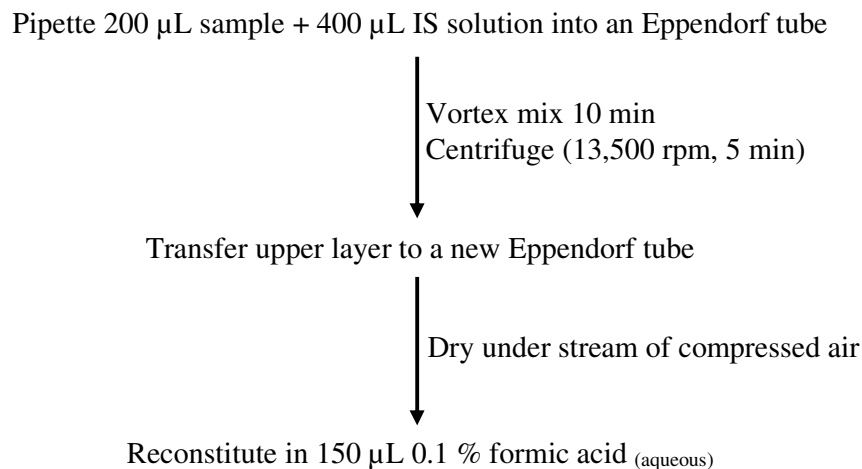 Pipette 200 µL sample + 400 µL IS solution into an Eppendorf tube
Vortex mix 10 min
Centrifuge (13,500 rpm, 5 min)
Transfer upper layer to a new Eppendorf tube
Dry under stream of compressed air
Reconstitute in 150 µL 0.1 % formic acid (aqueous)